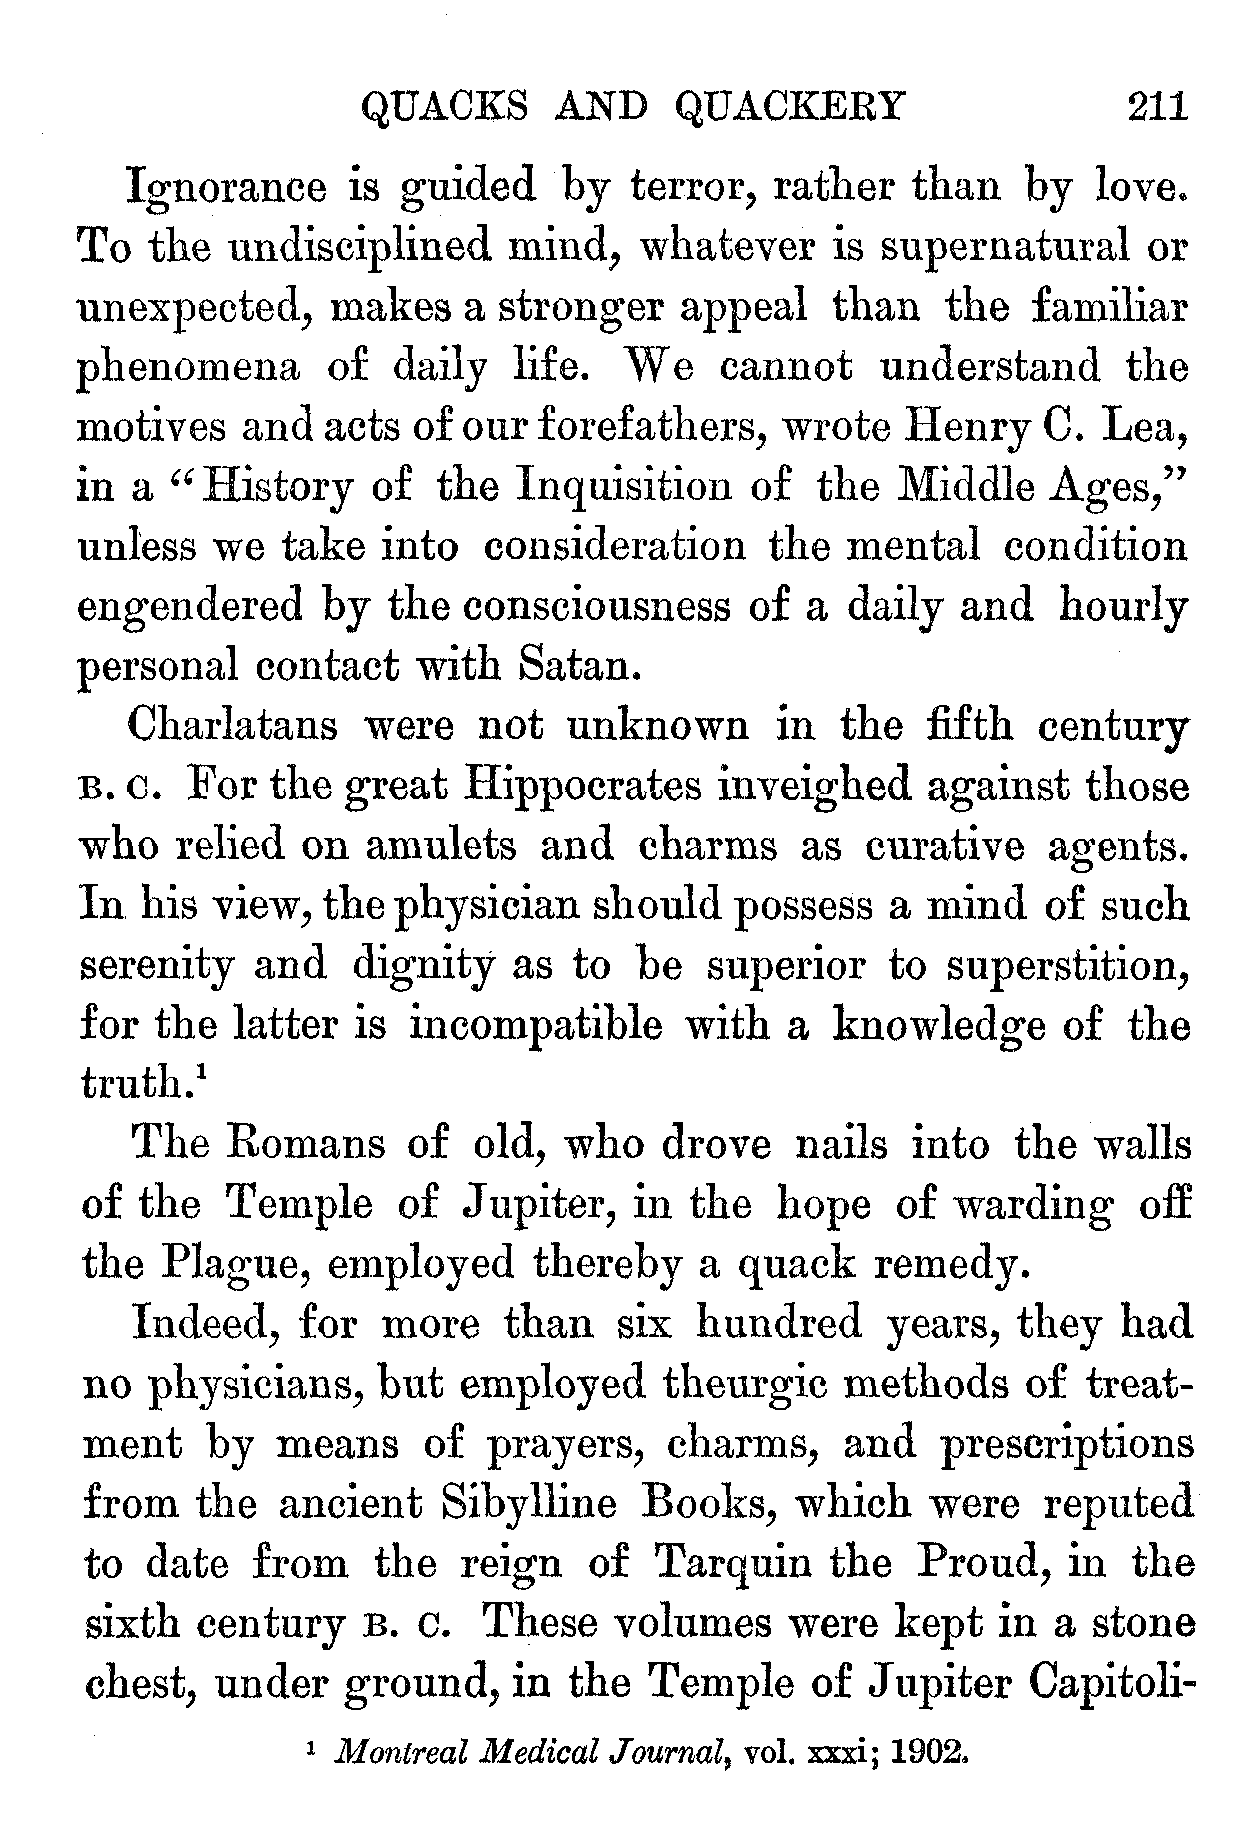 QUACKS AND QUACKERY 211
Ignorance is guided by terror, rather than by love.
To the undisciplined mind, whatever is supernatural or
unexpected, makes a stronger appeal than the familiar
phenomena of daily life. We cannot understand the
motives and acts of our forefathers, wrote Henry C. Lea,
in a “History of the Inquisition of the Middle Ages,”
unless we take into consideration the mental condition
engendered by the consciousness of a daily and hourly
personal contact with Satan.
Charlatans were not unknown in the fifth century
B. C. For the great Hippocrates inveighed against those
who relied on amulets and charms as curative agents.
In his view, the physician should possess a mind of such
serenity and dignity as to be superior to superstition,
for the latter is incompatible with a knowledge of the
truth.¹
The Romans of old, who drove nails into the walls
of the Temple of Jupiter, in the hope of warding off
the Plague, employed thereby a quack remedy.
Indeed, for more than six hundred years, they had
no physicians, but employed theurgic methods of treat-
ment by means of prayers, charms, and prescriptions
from the ancient Sibylline Books, which were reputed
to date from the reign of Tarquin the Proud, in the
sixth century B. C. These volumes were kept in a stone
chest, under ground, in the Temple of Jupiter Capitoli-
¹ Montreal Medical Journal, vol. xxxi; 1902.